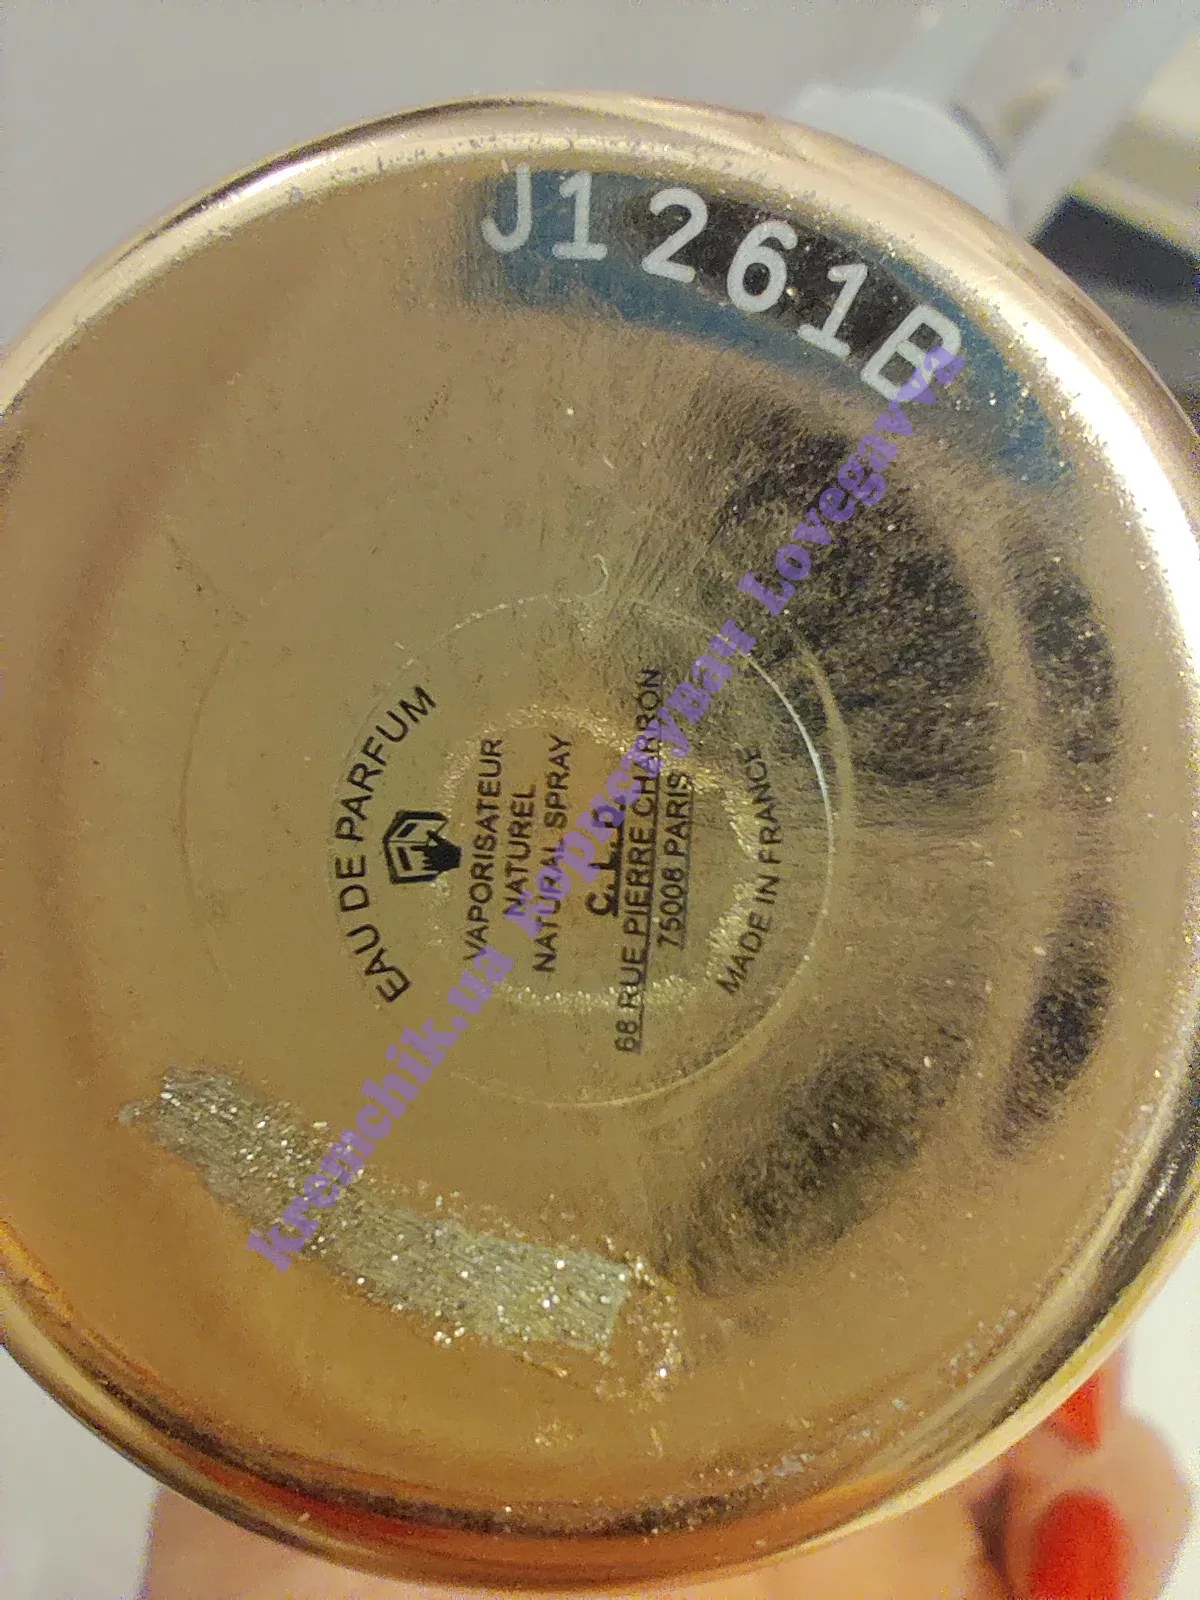 J1261B
EAU DE PARFUM
VAPORISATEUR
NATUREL
NATURAL SPRAY
C.E.P.
68 RUE PIERRE CHARRON
75008 PARIS
MADE IN FRANCE
kremchik.ua Користувач Lovegavva